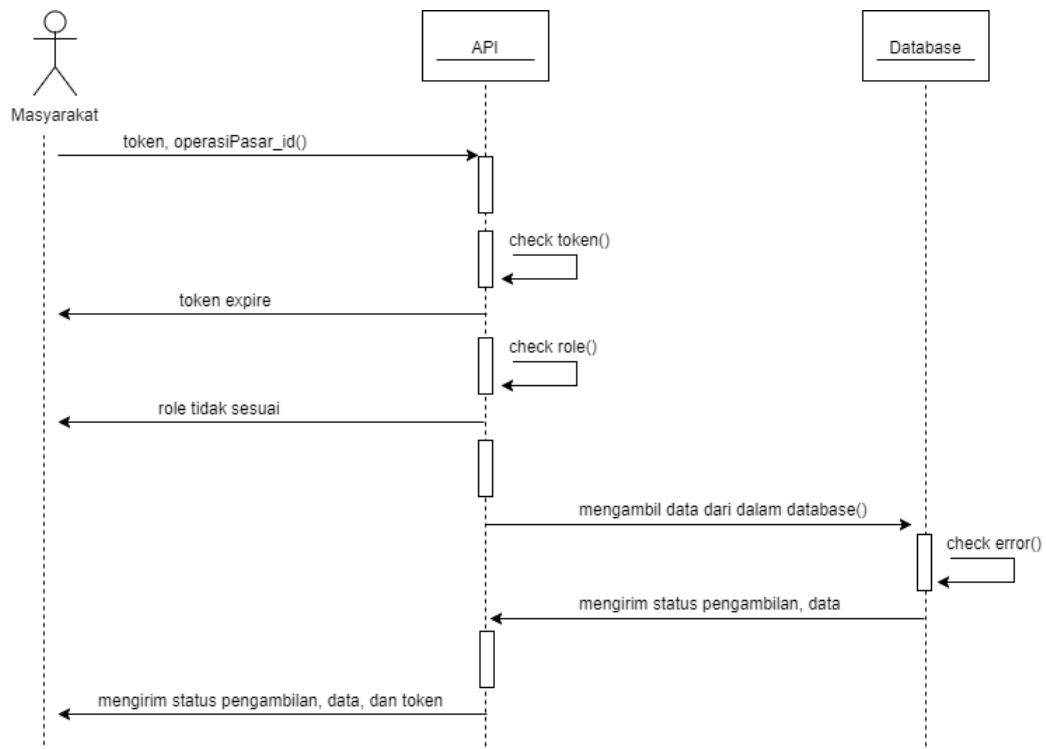 API
Database
Masyarakat
token, operasiPasar_id()
check token()
token expire
check role()
role tidak sesuai
mengambil data dari dalam database()
check error()
mengirim status pengambilan, data
mengirim status pengambilan, data, dan token